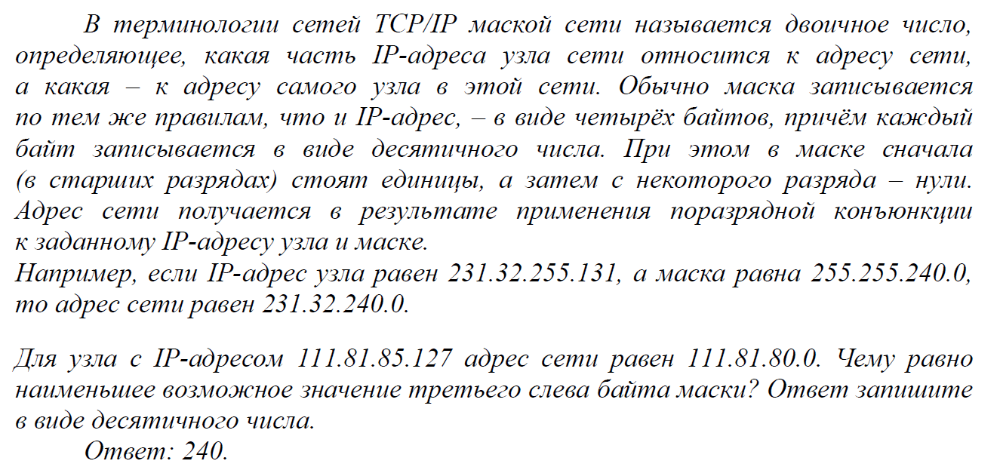 В терминологии сетей TCP/IP маской сети называется двоичное число,
определяющее, какая часть IP-адреса узла сети относится к адресу сети,
а какая – к адресу самого узла в этой сети. Обычно маска записывается
по тем же правилам, что и IP-адрес, – в виде четырёх байтов, причём каждый
байт записывается в виде десятичного числа. При этом в маске сначала
(в старших разрядах) стоят единицы, а затем с некоторого разряда – нули.
Адрес сети получается в результате применения поразрядной конъюнкции
к заданному IP-адресу узла и маске.
Например, если IP-адрес узла равен 231.32.255.131, а маска равна 255.255.240.0,
то адрес сети равен 231.32.240.0.
Для узла с IP-адресом 111.81.85.127 адрес сети равен 111.81.80.0. Чему равно
наименьшее возможное значение третьего слева байта маски? Ответ запишите
в виде десятичного числа.
Ответ: 240.